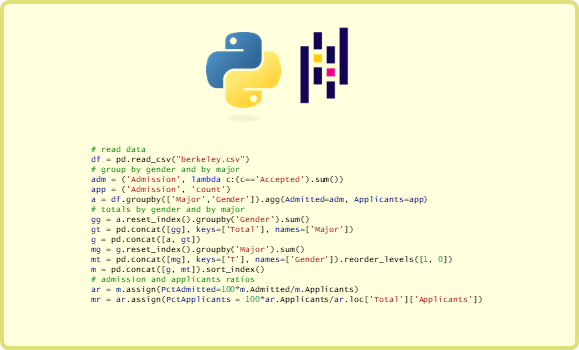 # read data
df = pd.read_csv("berkeley.csv")
# group by gender and by major
adm = ('Admission', lambda c:(c=='Accepted').sum())
app = ('Admission', 'count')
a = df.groupby(['Major','Gender']).agg(Admitted=adm, Applicants=app)
# totals by gender and by major
gg = a.reset_index().groupby('Gender').sum()
gt = pd.concat([gg], keys=['Total'], names=['Major'])
g = pd.concat([a, gt])
mg = g.reset_index().groupby('Major').sum()
mt = pd.concat([mg], keys=['T'], names=['Gender']).reorder_levels([1, 0])
m = pd.concat([g, mt]).sort_index()
# admission and applicants ratios
ar = m.assign(PctAdmitted=100*m.Admitted/m.Applicants)
mr = ar.assign(PctApplicants = 100*ar.Applicants/ar.loc['Total']['Applicants'])